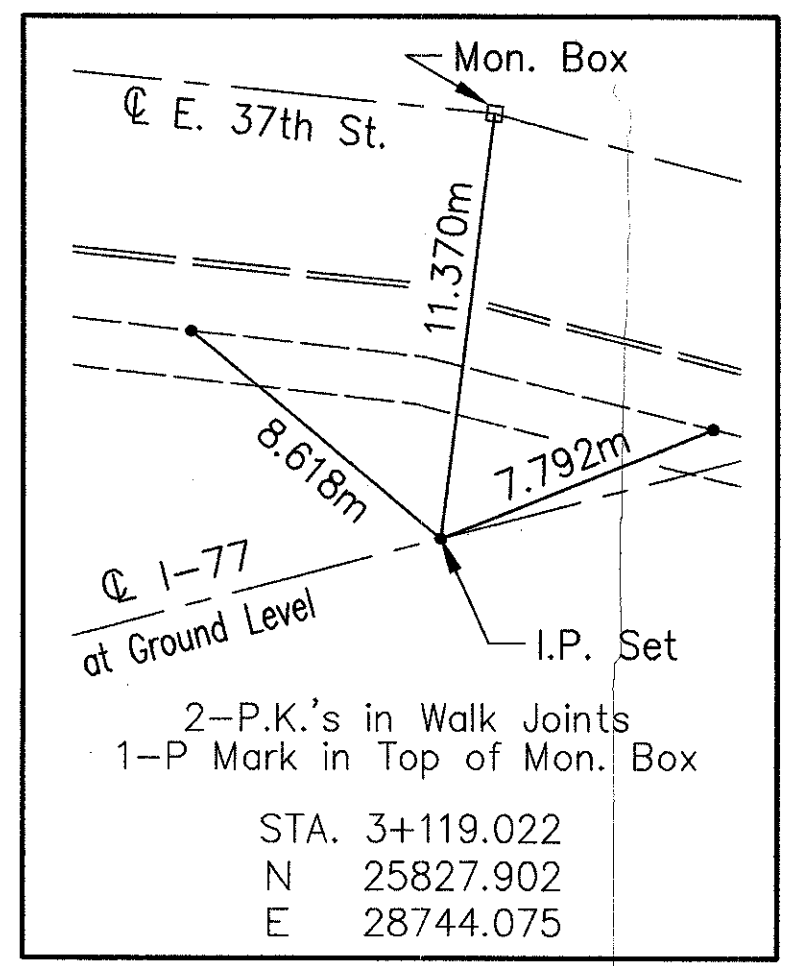 Mon. Box
℄ E. 37th St.
11.370m
8.618m
7.792m
℄ I-77
at Ground Level
I.P. Set
2-P.K.'s in Walk Joints
1-P Mark in Top of Mon. Box
STA. 3+119.022
N 25827.902
E 28744.075